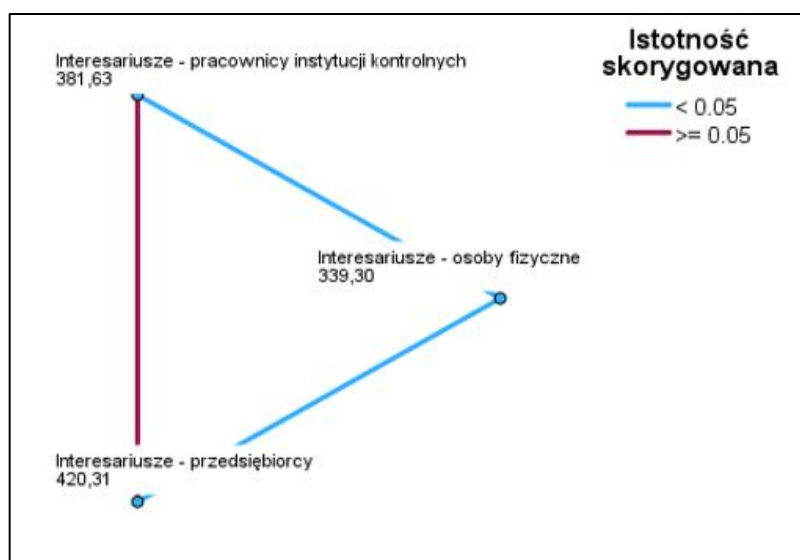 Istotność
skorygowana
< 0.05
>= 0.05
Interesariusze - pracownicy instytucji kontrolnych
381,63
Interesariusze - osoby fizyczne
339,30
Interesariusze - przedsiębiorcy
420,31